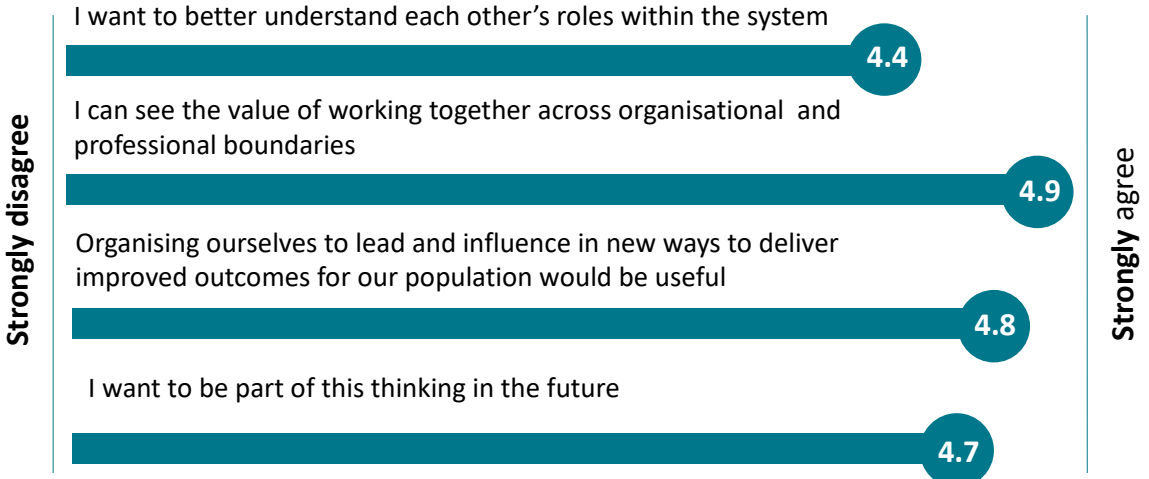 I want to better understand each other’s roles within the system
4.4
I can see the value of working together across organisational  and
professional boundaries
4.9
Organising ourselves to lead and influence in new ways to deliver
improved outcomes for our population would be useful
4.8
I want to be part of this thinking in the future
4.7
Strongly disagree
Strongly agree